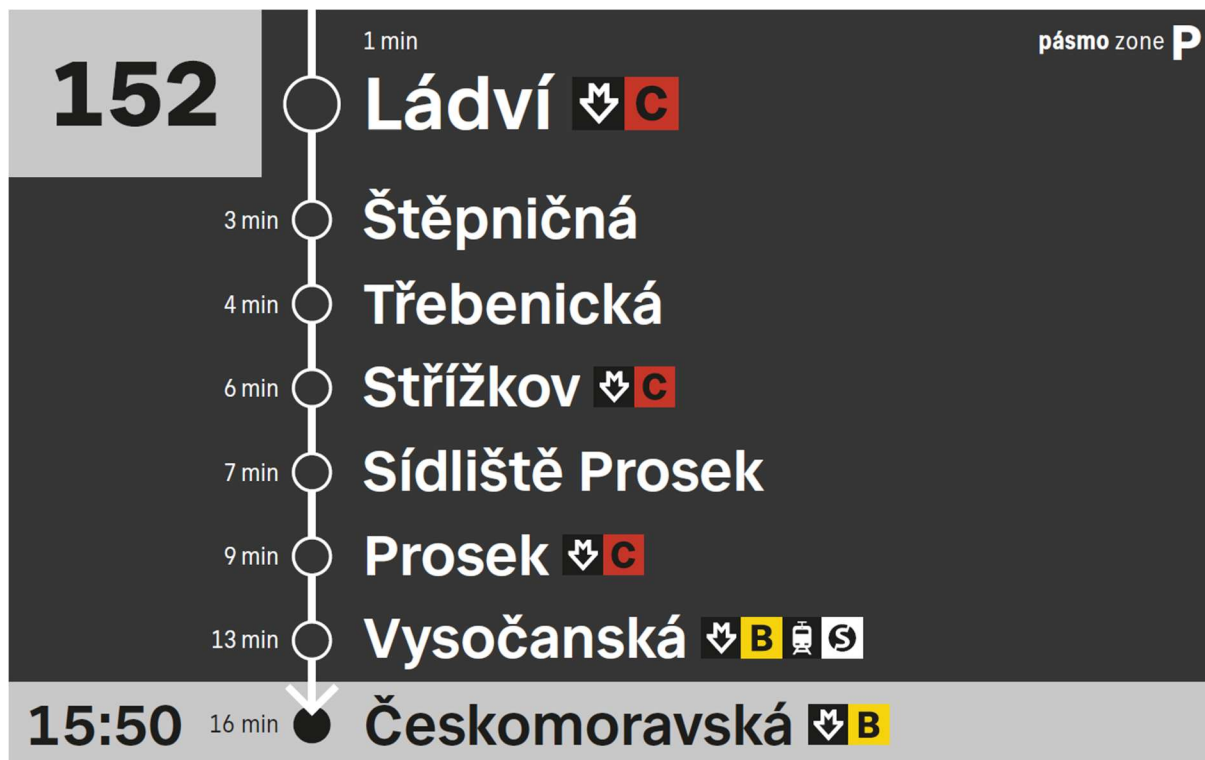 152
1 min
pásmo zone P
Ládví M C
3 min Štěpničná
4 min Třebenická
6 min Střížkov M C
7 min Sídliště Prosek
9 min Prosek M C
13 min Vysočanská M B S
15:50 16 min Českomoravská M B